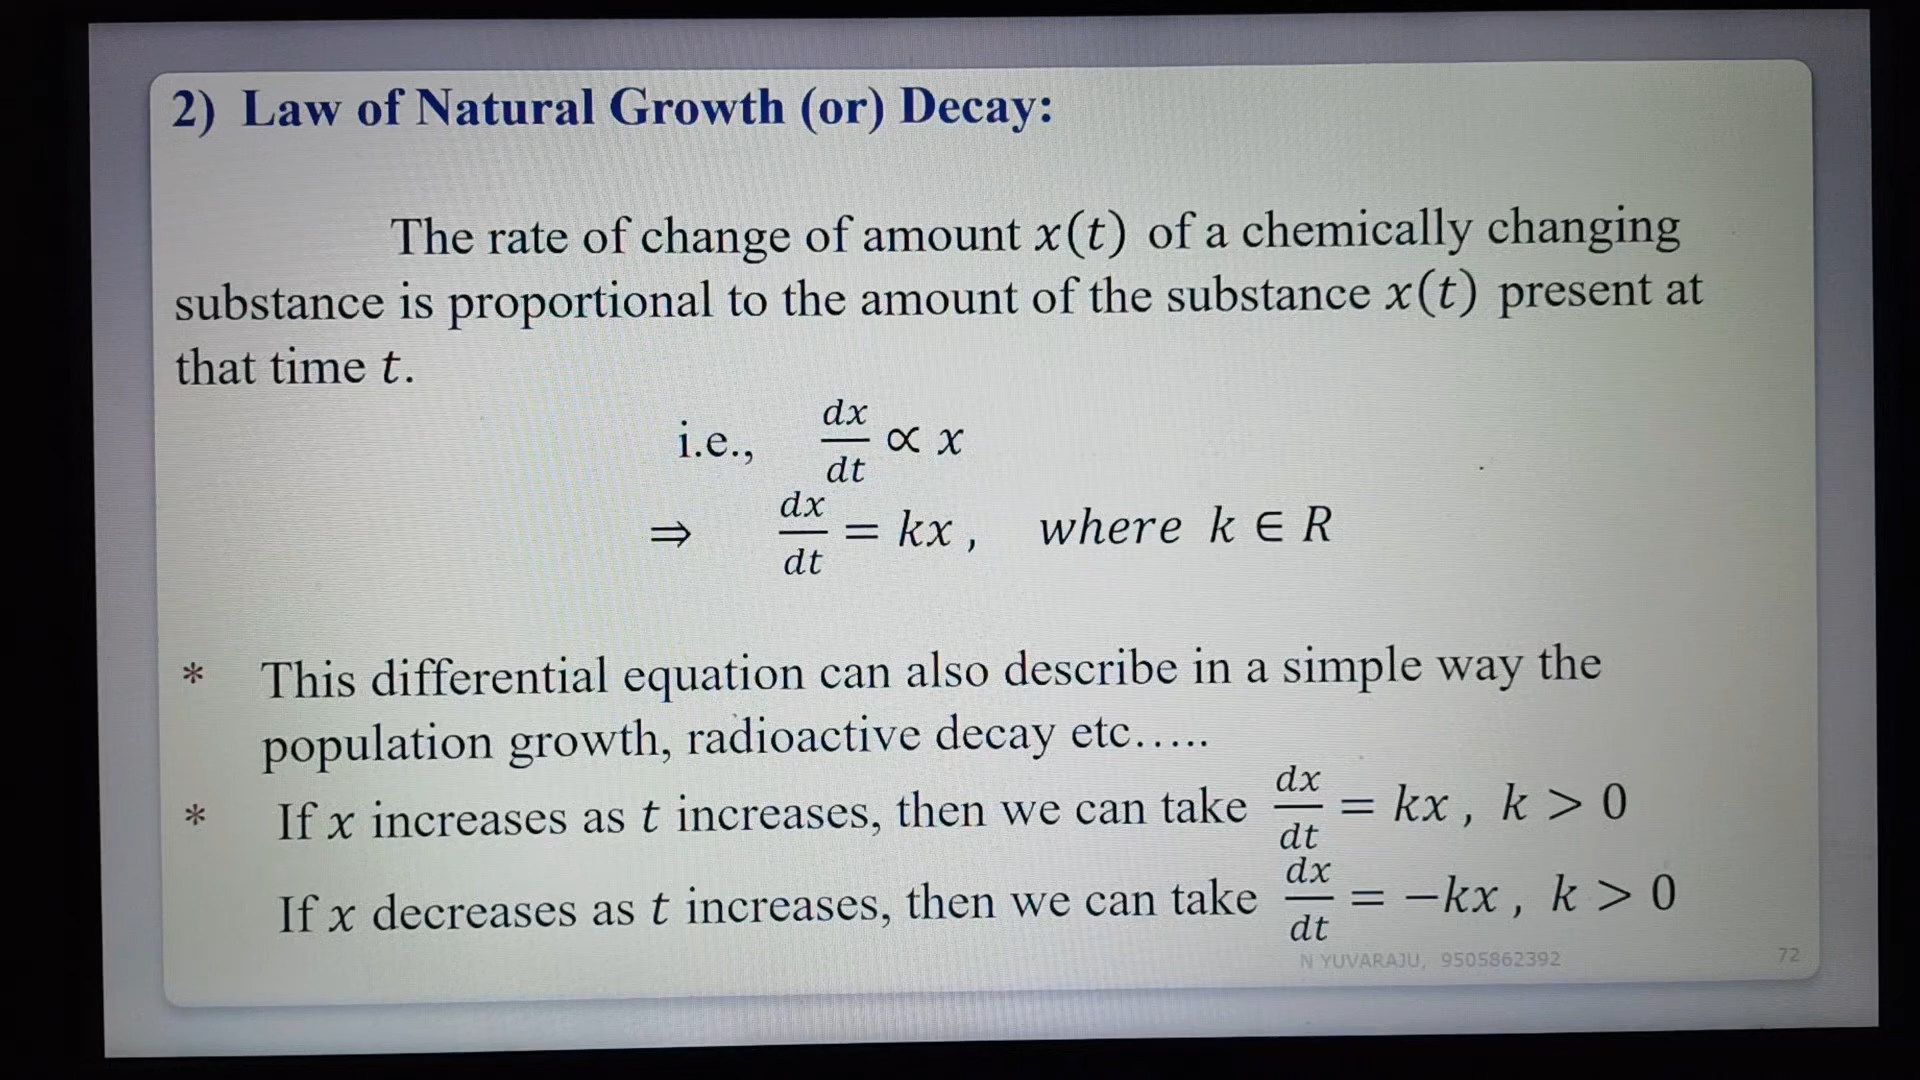 2) Law of Natural Growth (or) Decay:
The rate of change of amount x(t) of a chemically changing
substance is proportional to the amount of the substance x(t) present at
that time t.
i.e., dx/dt ∝ x
⇒ dx/dt = kx , where k ∈ R
* This differential equation can also describe in a simple way the
population growth, radioactive decay etc…..
* If x increases as t increases, then we can take dx/dt = kx , k > 0
If x decreases as t increases, then we can take dx/dt = −kx , k > 0
N YUVARAJU, 9505862392
72